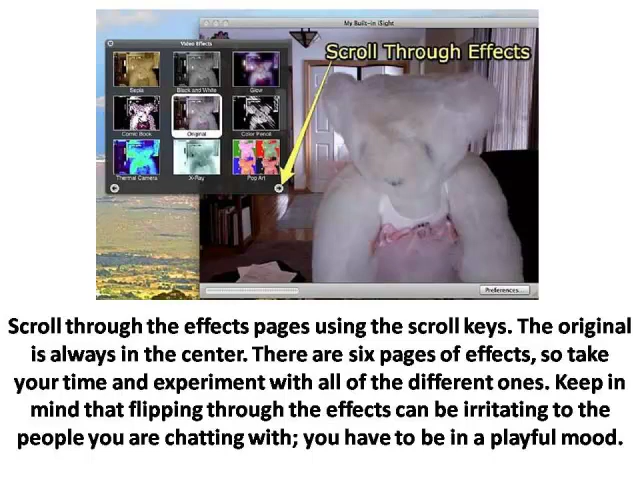 My Built-in iSight
Video Effects
Scroll Through Effects
Sepia
Black and White
Glow
Comic Book
Original
Color Pencil
Thermal Camera
X-Ray
Pop Art
Preferences...
Scroll through the effects pages using the scroll keys. The original
is always in the center. There are six pages of effects, so take
your time and experiment with all of the different ones. Keep in
mind that flipping through the effects can be irritating to the
people you are chatting with; you have to be in a playful mood.